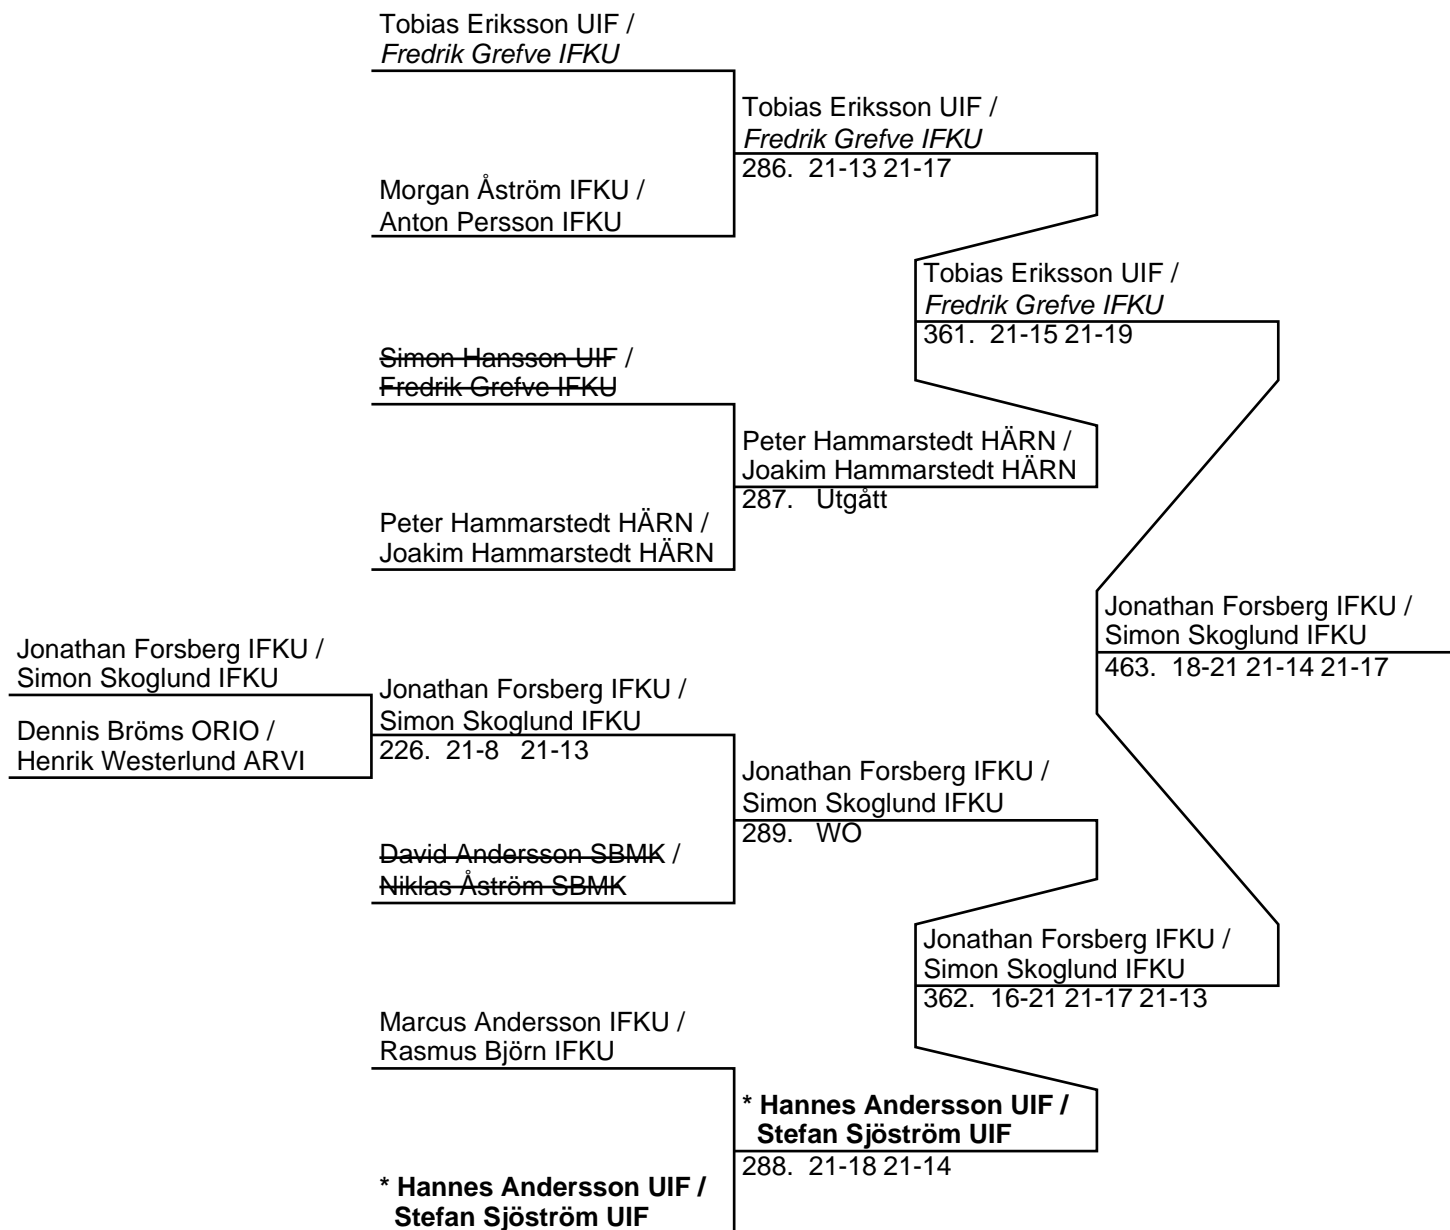 Tobias Eriksson UIF /
Fredrik Grefve IFKU
Tobias Eriksson UIF /
Fredrik Grefve IFKU
286. 21-13 21-17
Morgan Åström IFKU /
Anton Persson IFKU
Tobias Eriksson UIF /
Fredrik Grefve IFKU
361. 21-15 21-19
Simon Hansson UIF /
Fredrik Grefve IFKU
Peter Hammarstedt HÄRN /
Joakim Hammarstedt HÄRN
287. Utgått
Peter Hammarstedt HÄRN /
Joakim Hammarstedt HÄRN
Jonathan Forsberg IFKU /
Simon Skoglund IFKU
463. 18-21 21-14 21-17
Jonathan Forsberg IFKU /
Simon Skoglund IFKU
Jonathan Forsberg IFKU /
Simon Skoglund IFKU
226. 21-8 21-13
Dennis Bröms ORIO /
Henrik Westerlund ARVI
Jonathan Forsberg IFKU /
Simon Skoglund IFKU
289. WO
David Andersson SBMK /
Niklas Åström SBMK
Jonathan Forsberg IFKU /
Simon Skoglund IFKU
362. 16-21 21-17 21-13
Marcus Andersson IFKU /
Rasmus Björn IFKU
* Hannes Andersson UIF /
Stefan Sjöström UIF
288. 21-18 21-14
* Hannes Andersson UIF /
Stefan Sjöström UIF